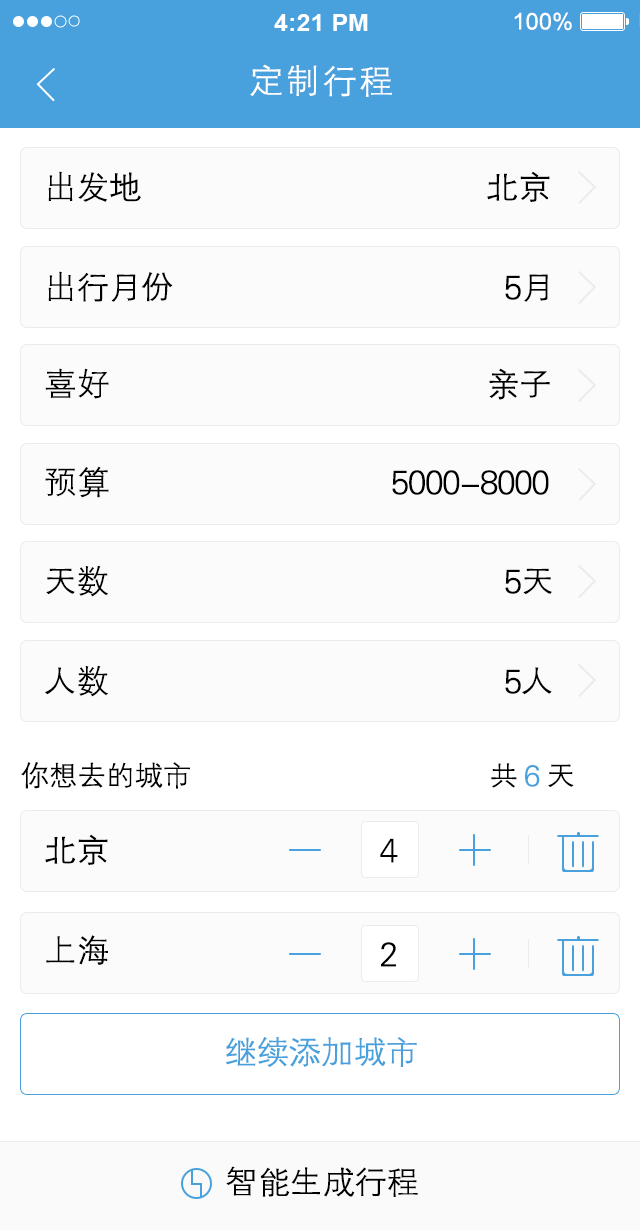 4:21 PM 100%
定制行程
出发地 北京
出行月份 5月
喜好 亲子
预算 5000-8000
天数 5天
人数 5人
你想去的城市 共 6 天
北京 4
上海 2
继续添加城市
智能生成行程